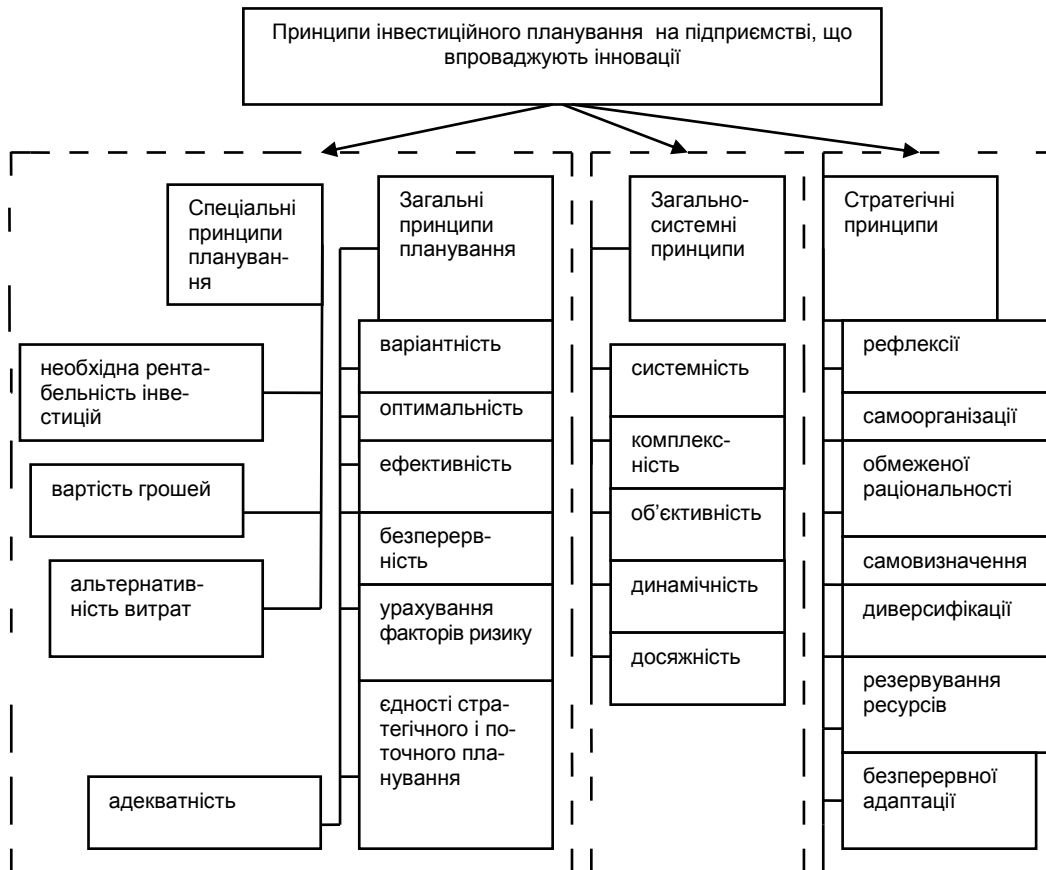 Принципи інвестиційного планування на підприємстві, що
впроваджують інновації
Спеціальні
принципи
плануван-
ня
необхідна рента-
бельність інве-
стицій
вартість грошей
альтернатив-
ність витрат
адекватність
Загальні
принципи
планування
варіантність
оптимальність
ефективність
безперерв-
ність
урахування
факторів ризику
єдності стра-
тегічного і по-
точного пла-
нування
Загально-
системні
принципи
системність
комплекс-
ність
об’єктивність
динамічність
досяжність
Стратегічні
принципи
рефлексії
самоорганізації
обмеженої
раціональності
самовизначення
диверсифікації
резервування
ресурсів
безперервної
адаптації